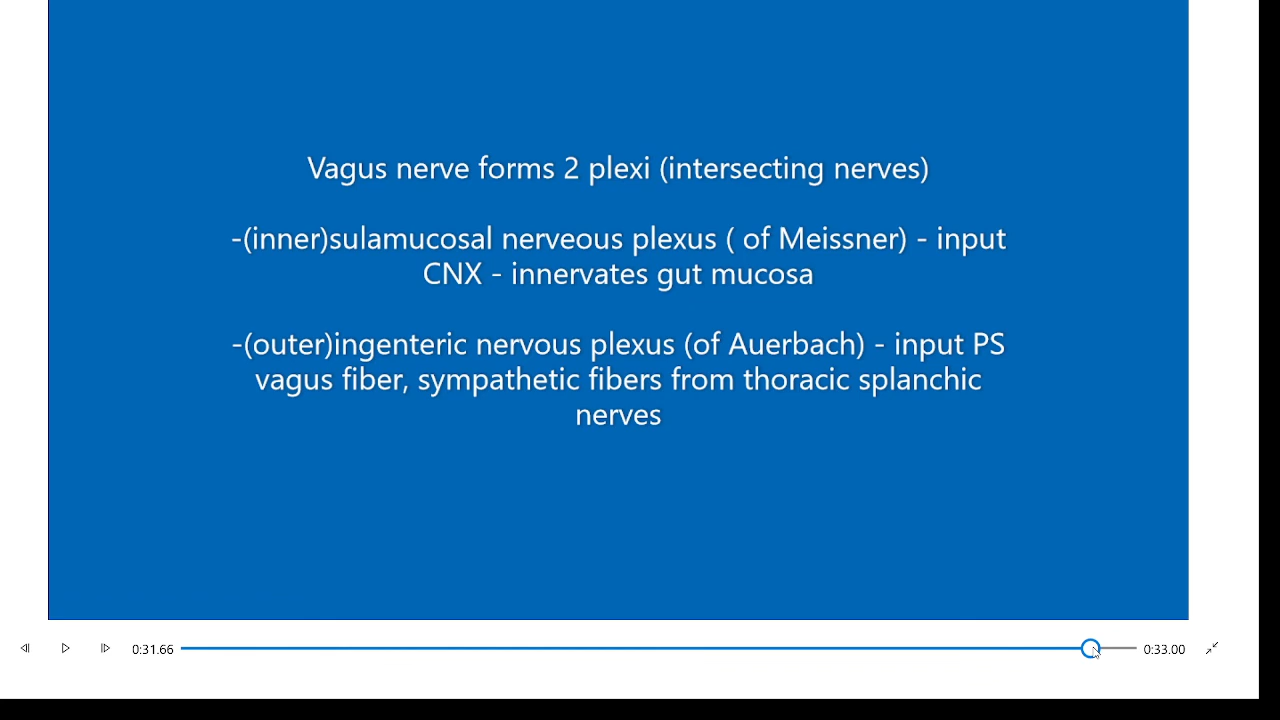 Vagus nerve forms 2 plexi (intersecting nerves)
-(inner)sulamucosal nerveous plexus ( of Meissner) - input
CNX - innervates gut mucosa
-(outer)ingenteric nervous plexus (of Auerbach) - input PS
vagus fiber, sympathetic fibers from thoracic splanchic
nerves
0:31.66 0:33.00